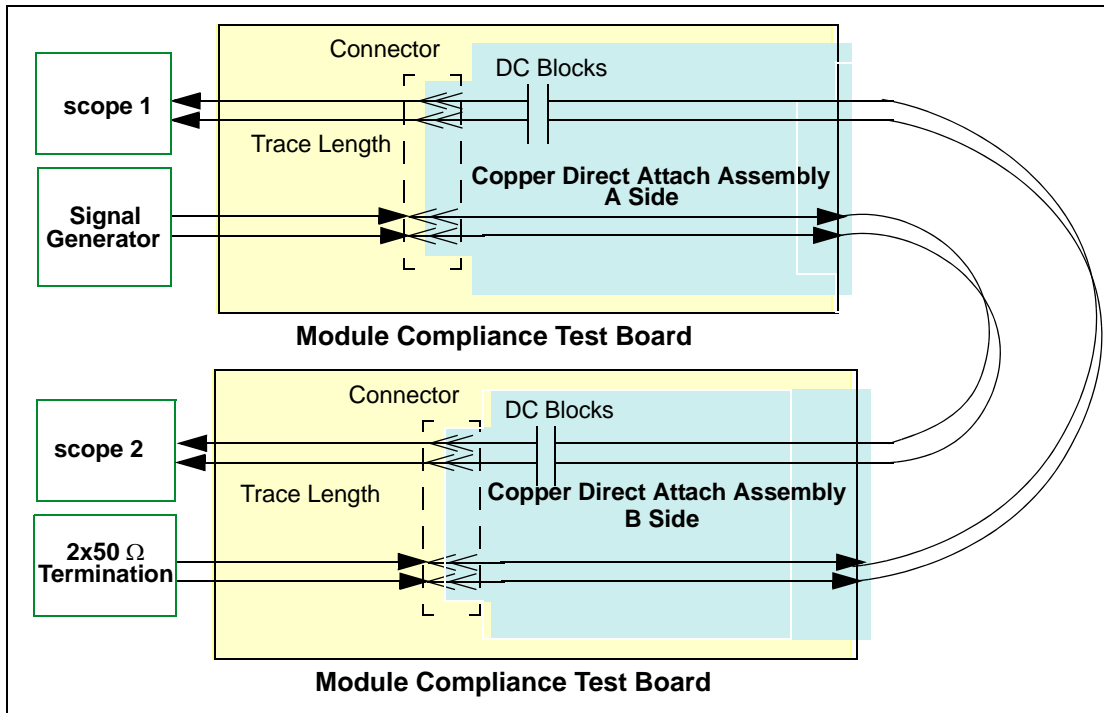 Connector
DC Blocks
scope 1
Trace Length
Copper Direct Attach Assembly
A Side
Signal
Generator
Module Compliance Test Board
Connector
DC Blocks
scope 2
Trace Length
Copper Direct Attach Assembly
B Side
2x50 Ω
Termination
Module Compliance Test Board